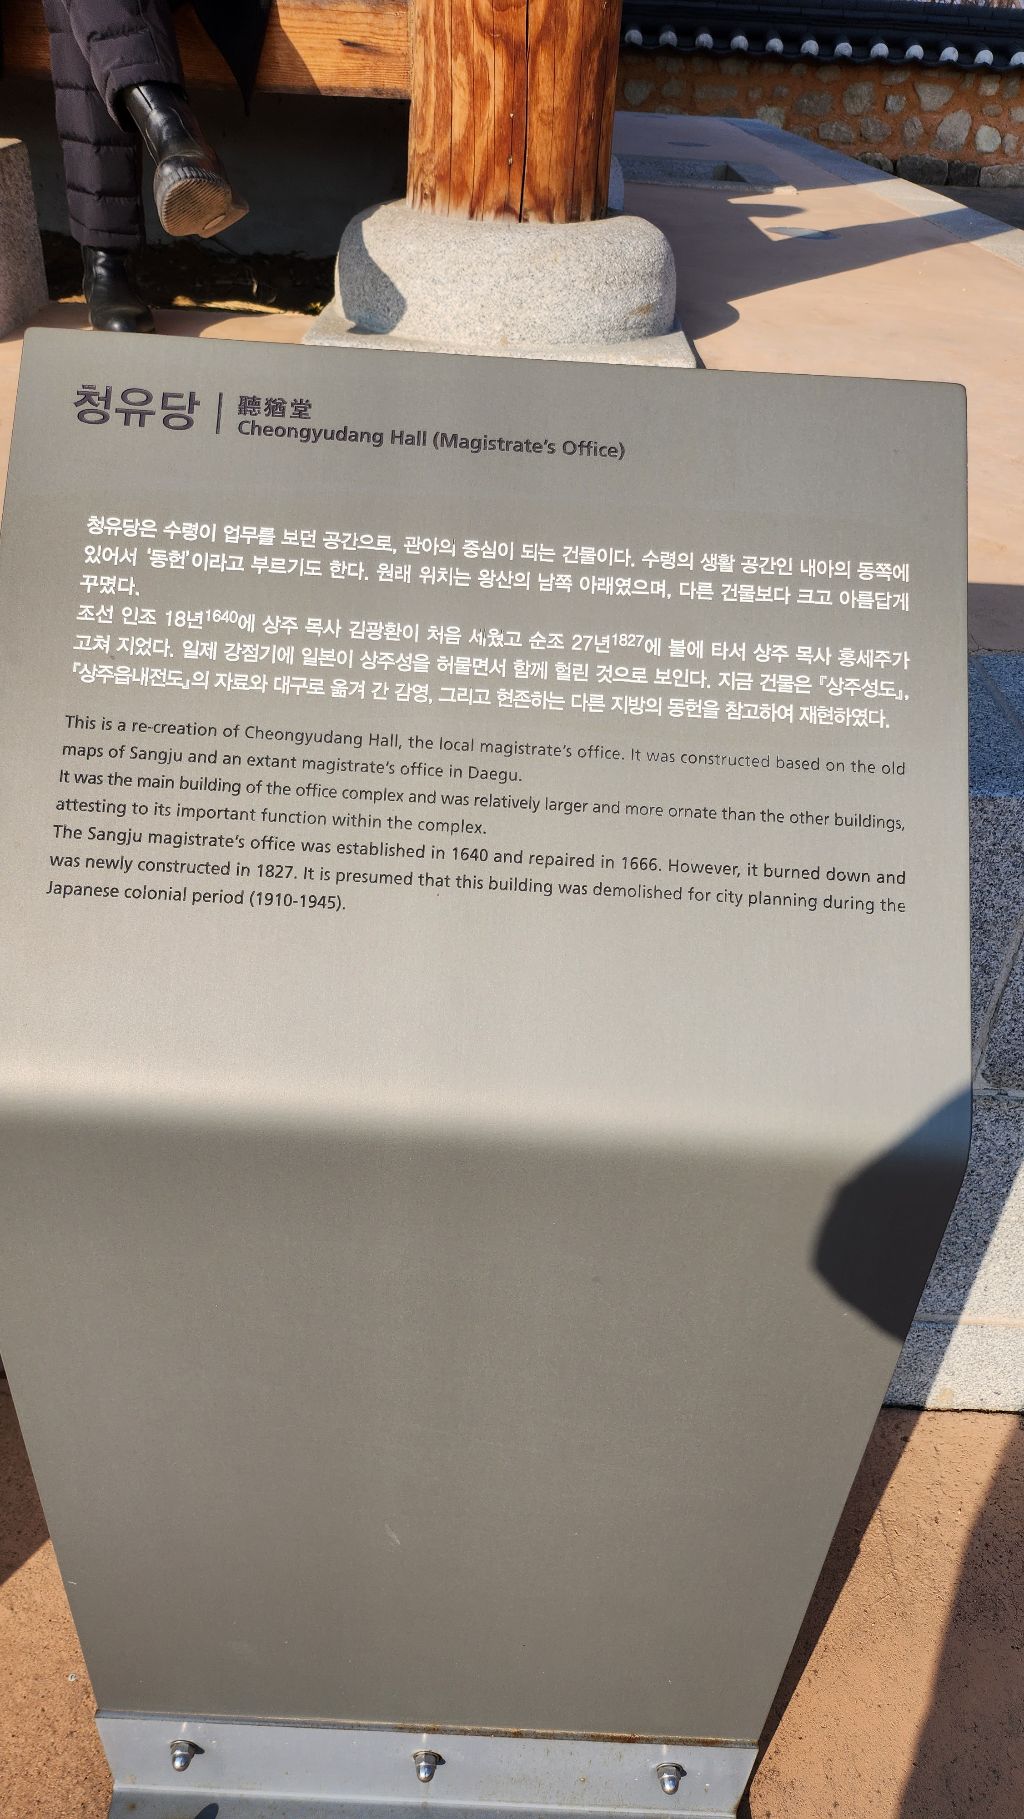 청유당 | 聽猶堂
Cheongyudang Hall (Magistrate's Office)
청유당은 수령이 업무를 보던 공간으로, 관아의 중심이 되는 건물이다. 수령의 생활 공간인 내아의 동쪽에
있어서 '동헌'이라고 부르기도 한다. 원래 위치는 왕산의 남쪽 아래였으며, 다른 건물보다 크고 아름답게
꾸몄다.
조선 인조 18년1640에 상주 목사 김광환이 처음 세웠고 순조 27년1827에 불에 타서 상주 목사 홍세주가
고쳐 지었다. 일제 강점기에 일본이 상주성을 허물면서 함께 헐린 것으로 보인다. 지금 건물은 『상주성도』,
『상주읍내전도』의 자료와 대구로 옮겨 간 감영, 그리고 현존하는 다른 지방의 동헌을 참고하여 재현하였다.
This is a re-creation of Cheongyudang Hall, the local magistrate's office. It was constructed based on the old
maps of Sangju and an extant magistrate's office in Daegu.
It was the main building of the office complex and was relatively larger and more ornate than the other buildings,
attesting to its important function within the complex.
The Sangju magistrate's office was established in 1640 and repaired in 1666. However, it burned down and
was newly constructed in 1827. It is presumed that this building was demolished for city planning during the
Japanese colonial period (1910-1945).